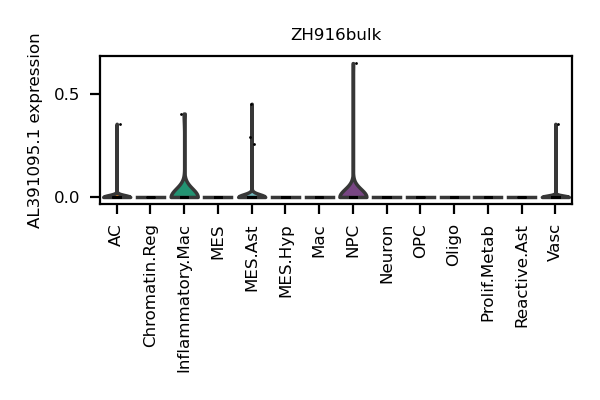 ZH916bulk
AL391095.1 expression
0.5
0.0
AC
Chromatin.Reg
Inflammatory.Mac
MES
MES.Ast
MES.Hyp
Mac
NPC
Neuron
OPC
Oligo
Prolif.Metab
Reactive.Ast
Vasc